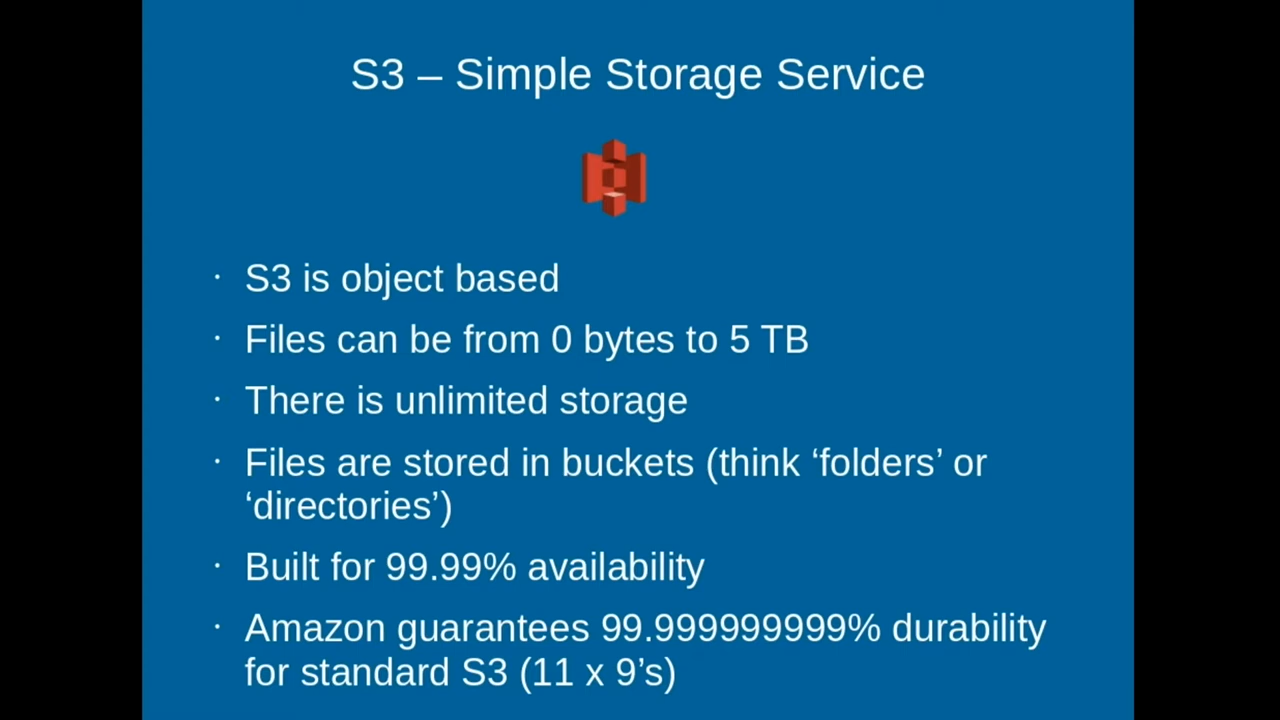 S3 – Simple Storage Service
· S3 is object based
· Files can be from 0 bytes to 5 TB
· There is unlimited storage
· Files are stored in buckets (think ‘folders’ or
‘directories’)
· Built for 99.99% availability
· Amazon guarantees 99.999999999% durability
for standard S3 (11 x 9’s)